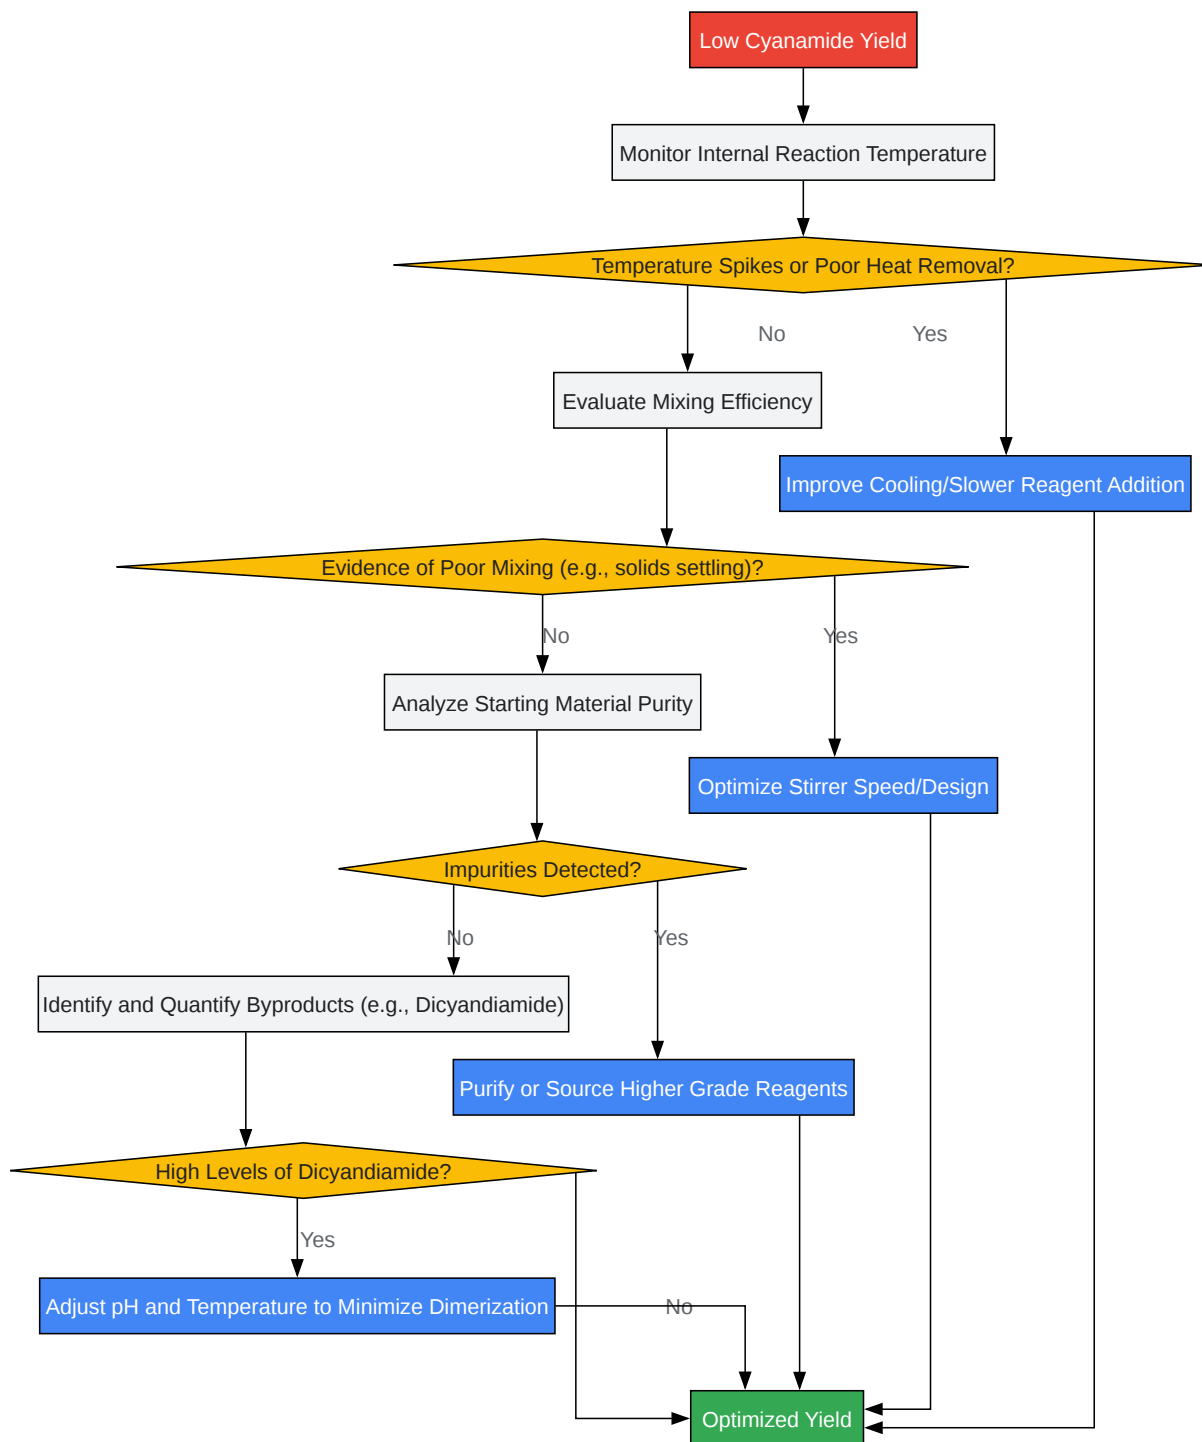 Low Cyanamide Yield
Monitor Internal Reaction Temperature
Temperature Spikes or Poor Heat Removal?
No
Yes
Evaluate Mixing Efficiency
Improve Cooling/Slower Reagent Addition
Evidence of Poor Mixing (e.g., solids settling)?
No
Yes
Analyze Starting Material Purity
Optimize Stirrer Speed/Design
Impurities Detected?
No
Yes
Identify and Quantify Byproducts (e.g., Dicyandiamide)
Purify or Source Higher Grade Reagents
High Levels of Dicyandiamide?
Yes
Adjust pH and Temperature to Minimize Dimerization
No
Optimized Yield